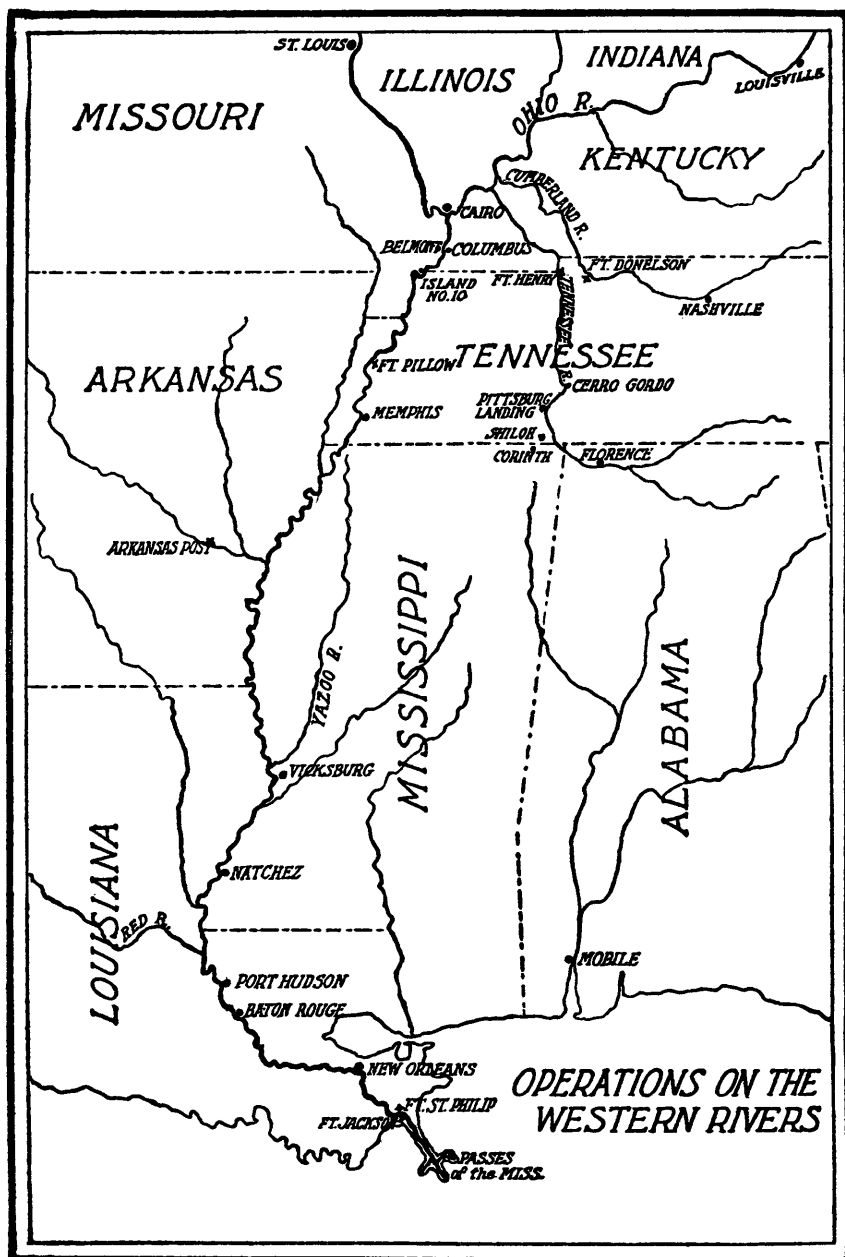 ST. LOUIS
ILLINOIS
INDIANA
LOUISVILLE
MISSOURI
OHIO R.
KENTUCKY
CUMBERLAND R.
CAIRO
BELMONT
COLUMBUS
ISLAND
NO. 10
FT. HENRY
FT. DONELSON
TENNESSEE R.
NASHVILLE
ARKANSAS
FT. PILLOW
TENNESSEE
CERRO GORDO
PITTSBURG
LANDING
MEMPHIS
SHILOH
CORINTH
FLORENCE
ARKANSAS POST
MISSISSIPPI
YAZOO R.
ALABAMA
VICKSBURG
LOUISIANA
NATCHEZ
RED R.
MOBILE
PORT HUDSON
BATON ROUGE
NEW ORLEANS
FT. ST. PHILIP
FT. JACKSON
PASSES
of the MISS.
OPERATIONS ON THE
WESTERN RIVERS